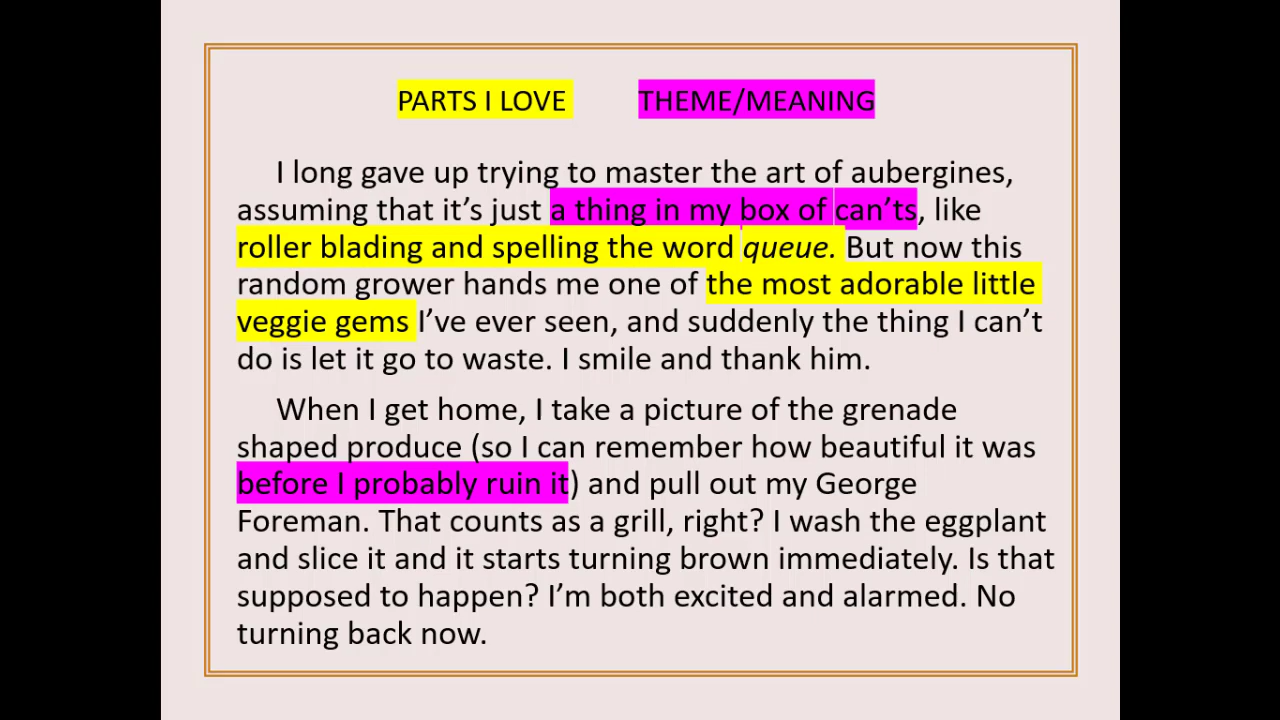 PARTS I LOVE THEME/MEANING
I long gave up trying to master the art of aubergines,
assuming that it’s just a thing in my box of can’ts, like
roller blading and spelling the word queue. But now this
random grower hands me one of the most adorable little
veggie gems I’ve ever seen, and suddenly the thing I can’t
do is let it go to waste. I smile and thank him.
When I get home, I take a picture of the grenade
shaped produce (so I can remember how beautiful it was
before I probably ruin it) and pull out my George
Foreman. That counts as a grill, right? I wash the eggplant
and slice it and it starts turning brown immediately. Is that
supposed to happen? I’m both excited and alarmed. No
turning back now.